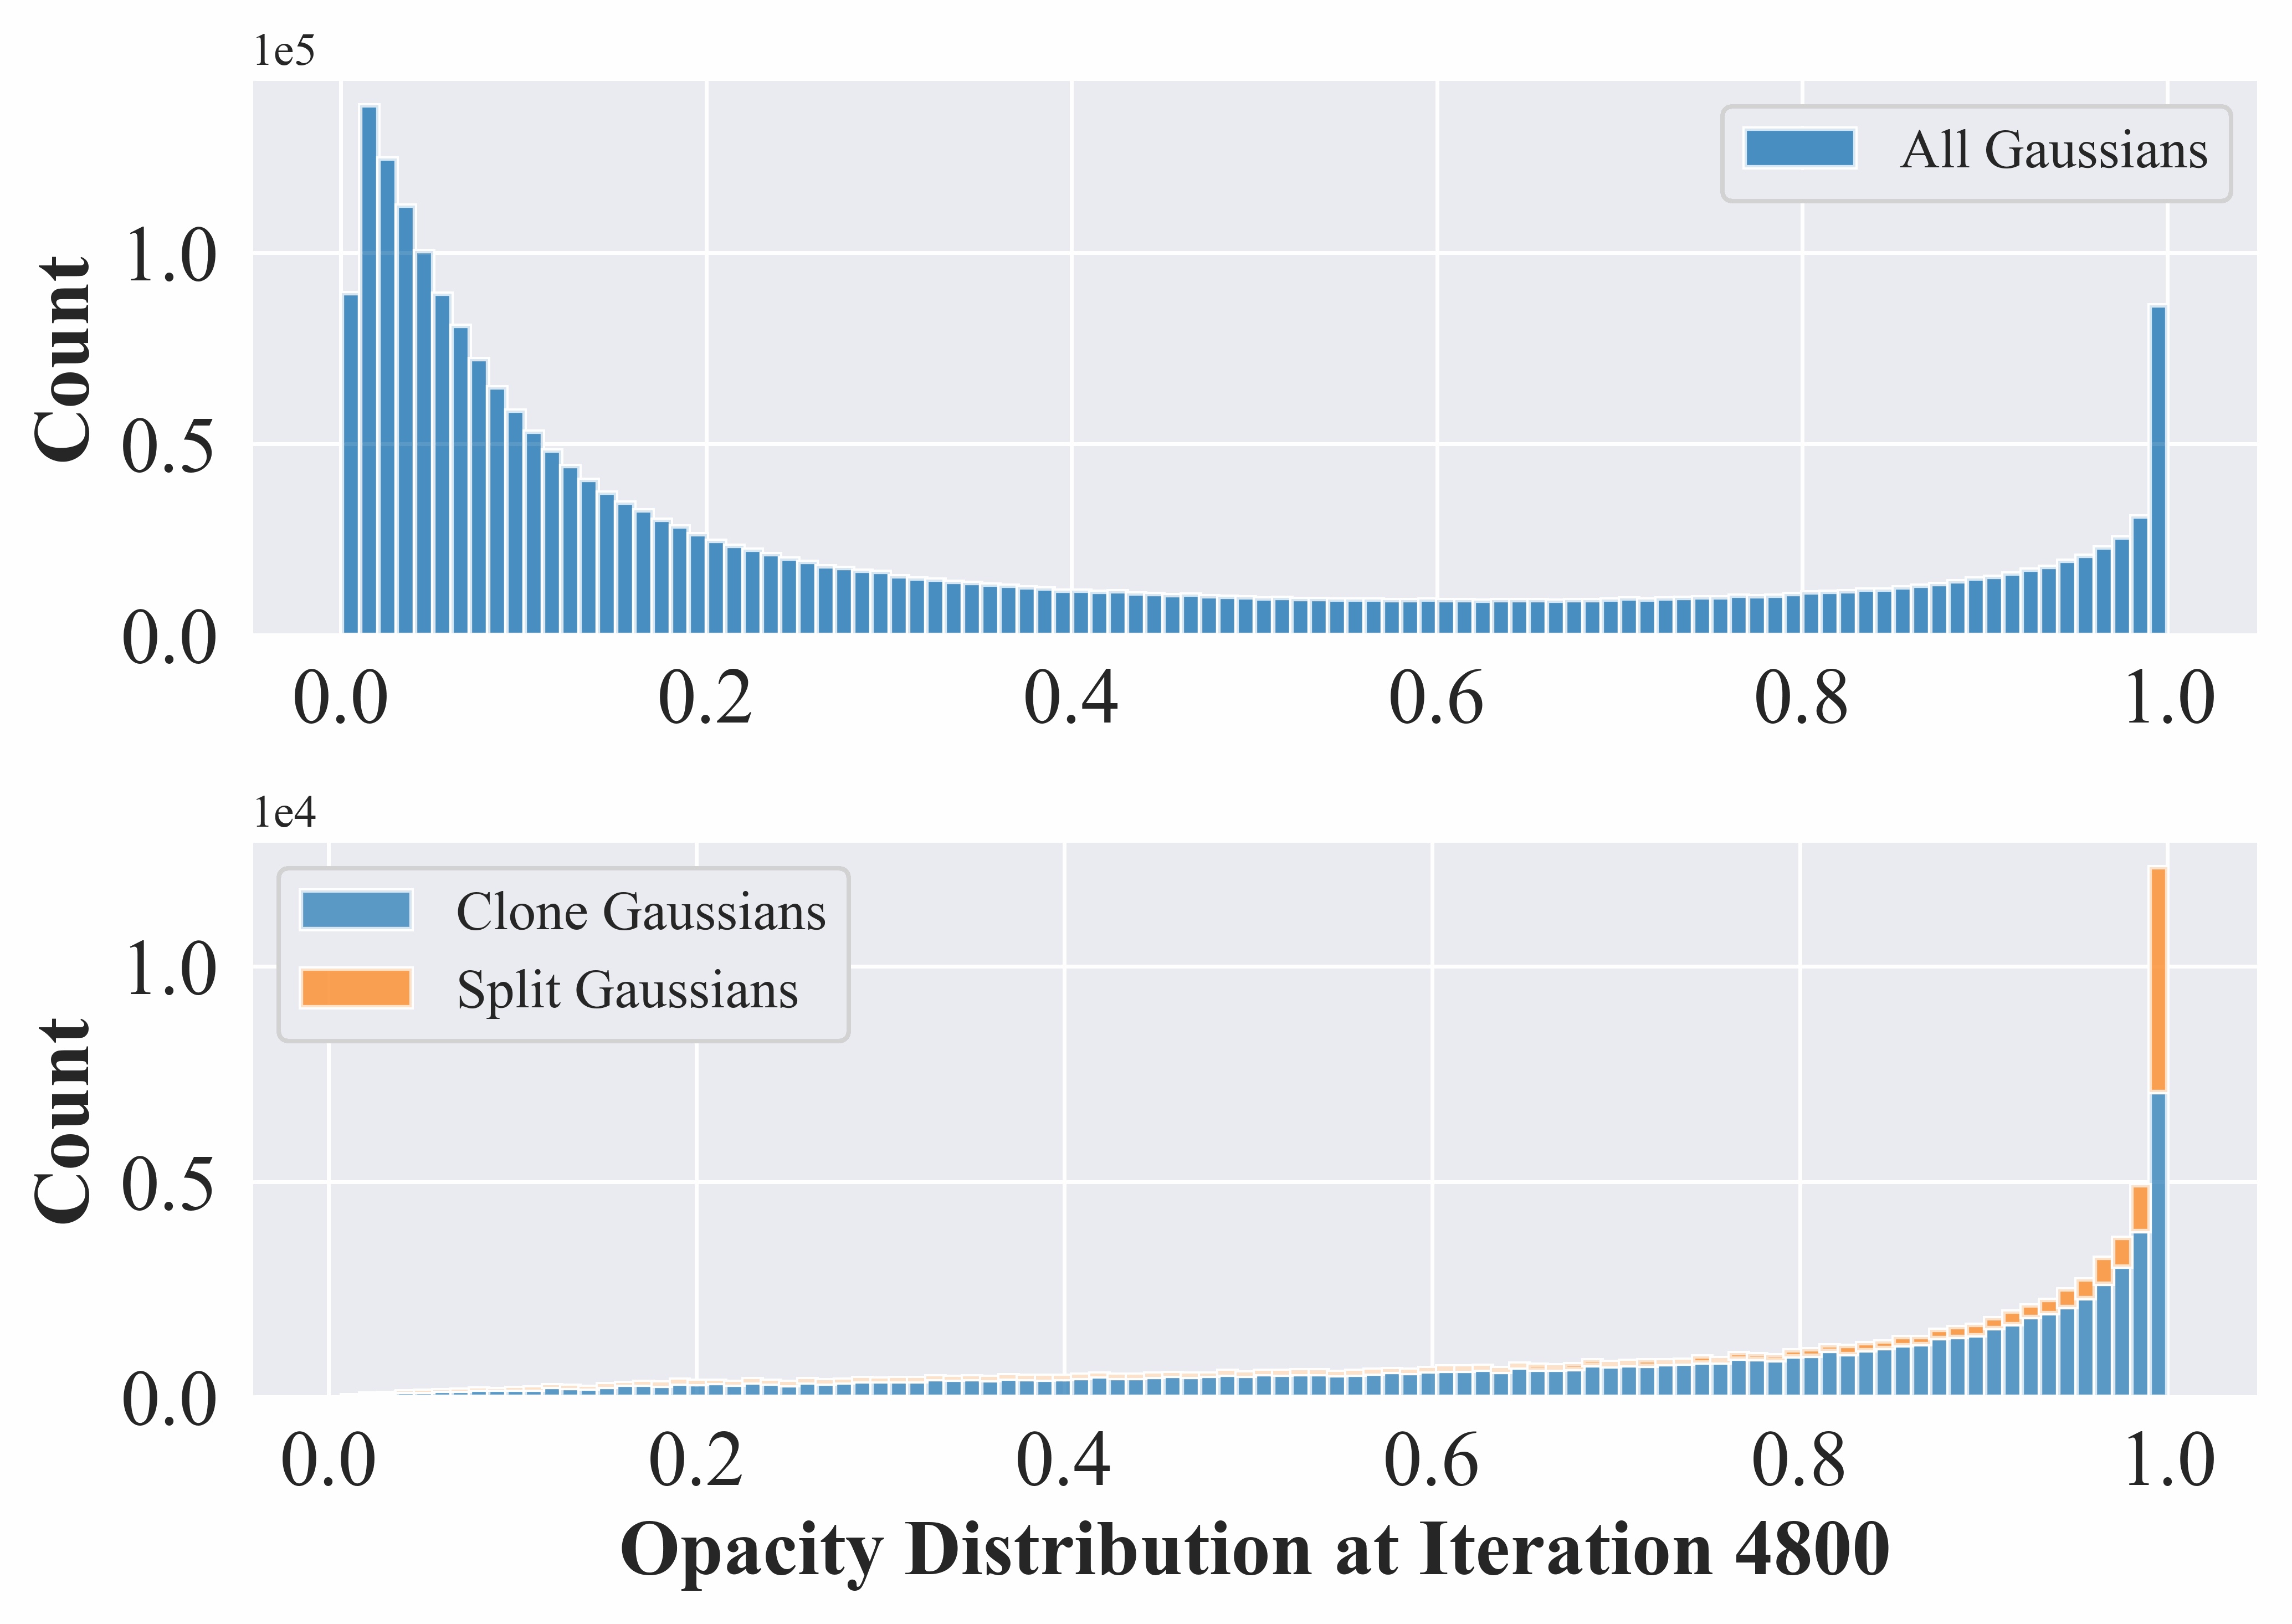 1e5
All Gaussians
Count
1.0
0.5
0.0
0.0 0.2 0.4 0.6 0.8 1.0
1e4
Clone Gaussians
Split Gaussians
Count
1.0
0.5
0.0
0.0 0.2 0.4 0.6 0.8 1.0
Opacity Distribution at Iteration 4800